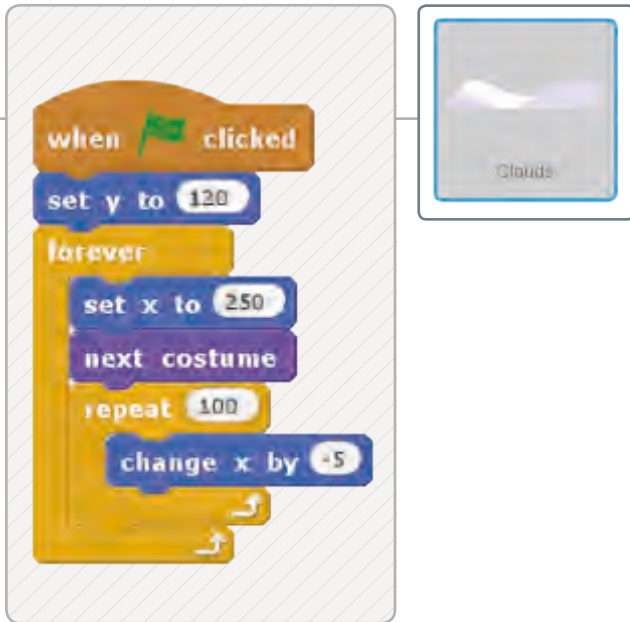 when clicked
set y to 120
forever
set x to 250
next costume
repeat 100
change x by -5
Clouds